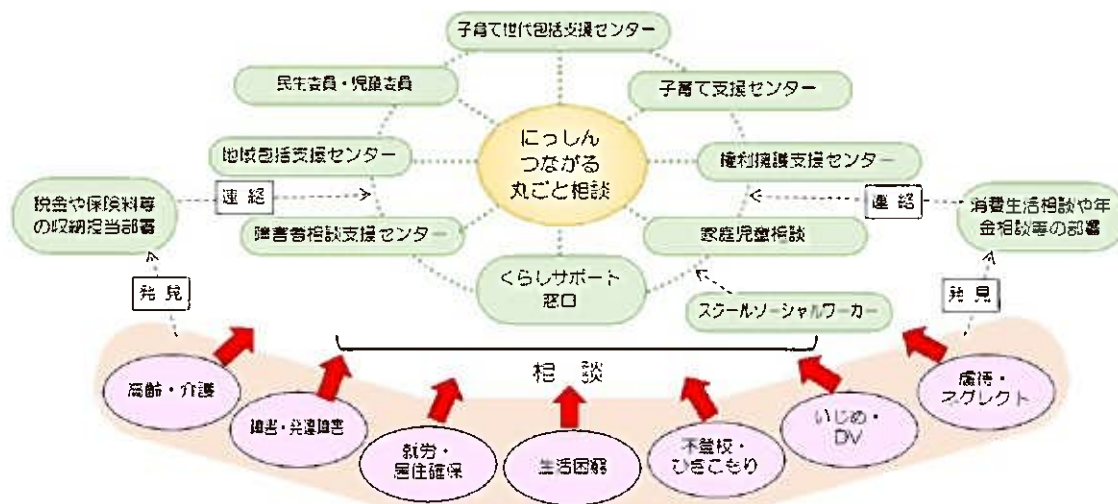 子育て世代包括支援センター
民生委員・児童委員
子育て支援センター
にっしん
つながる
丸ごと相談
地域包括支援センター
権利擁護支援センター
税金や保険料等
の収納担当部署
連絡
連絡
消費生活相談や年
金相談等の部署
障害者相談支援センター
家庭児童相談
くらしサポート
窓口
発見
スクールソーシャルワーカー
発見
相談
高齢・介護
障害・発達障害
就労・
居住確保
生活困窮
不登校・
ひきこもり
いじめ・
DV
虐待・
ネグレクト